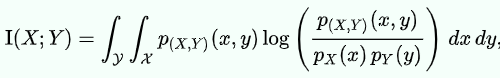 I(X;Y) = ∫_𝒴 ∫_𝒳 p_{(X,Y)}(x,y) log ( p_{(X,Y)}(x,y) / p_X(x) p_Y(y) ) dx dy,